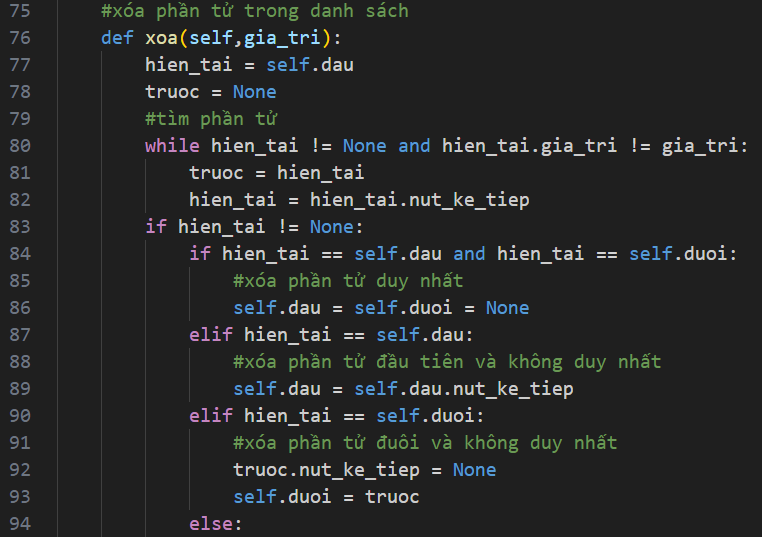 75 #xóa phần tử trong danh sách
76 def xoa(self,gia_tri):
77 hien_tai = self.dau
78 truoc = None
79 #tìm phần tử
80 while hien_tai != None and hien_tai.gia_tri != gia_tri:
81 truoc = hien_tai
82 hien_tai = hien_tai.nut_ke_tiep
83 if hien_tai != None:
84 if hien_tai == self.dau and hien_tai == self.duoi:
85 #xóa phần tử duy nhất
86 self.dau = self.duoi = None
87 elif hien_tai == self.dau:
88 #xóa phần tử đầu tiên và không duy nhất
89 self.dau = self.dau.nut_ke_tiep
90 elif hien_tai == self.duoi:
91 #xóa phần tử đuôi và không duy nhất
92 truoc.nut_ke_tiep = None
93 self.duoi = truoc
94 else: